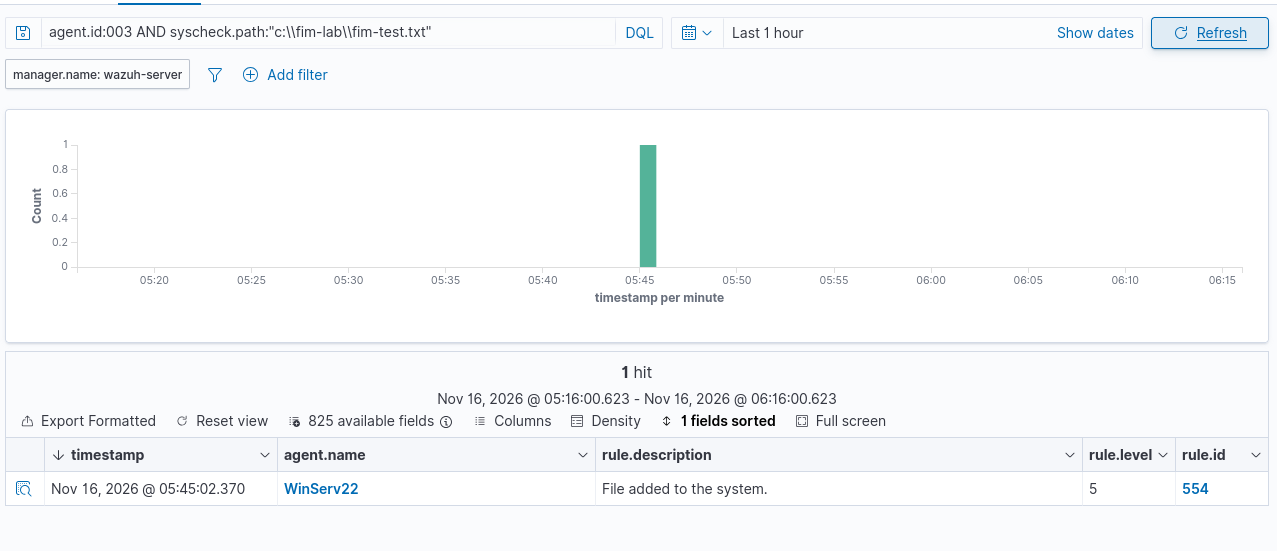 agent.id:003 AND syscheck.path:"c:\\fim-lab\\fim-test.txt" DQL Last 1 hour Show dates Refresh
manager.name: wazuh-server Add filter
1
0.8
0.6
0.4
0.2
0
Count
05:20 05:25 05:30 05:35 05:40 05:45 05:50 05:55 06:00 06:05 06:10 06:15
timestamp per minute
1 hit
Nov 16, 2026 @ 05:16:00.623 - Nov 16, 2026 @ 06:16:00.623
Export Formatted Reset view 825 available fields Columns Density 1 fields sorted Full screen
timestamp agent.name rule.description rule.level rule.id
Nov 16, 2026 @ 05:45:02.370 WinServ22 File added to the system. 5 554